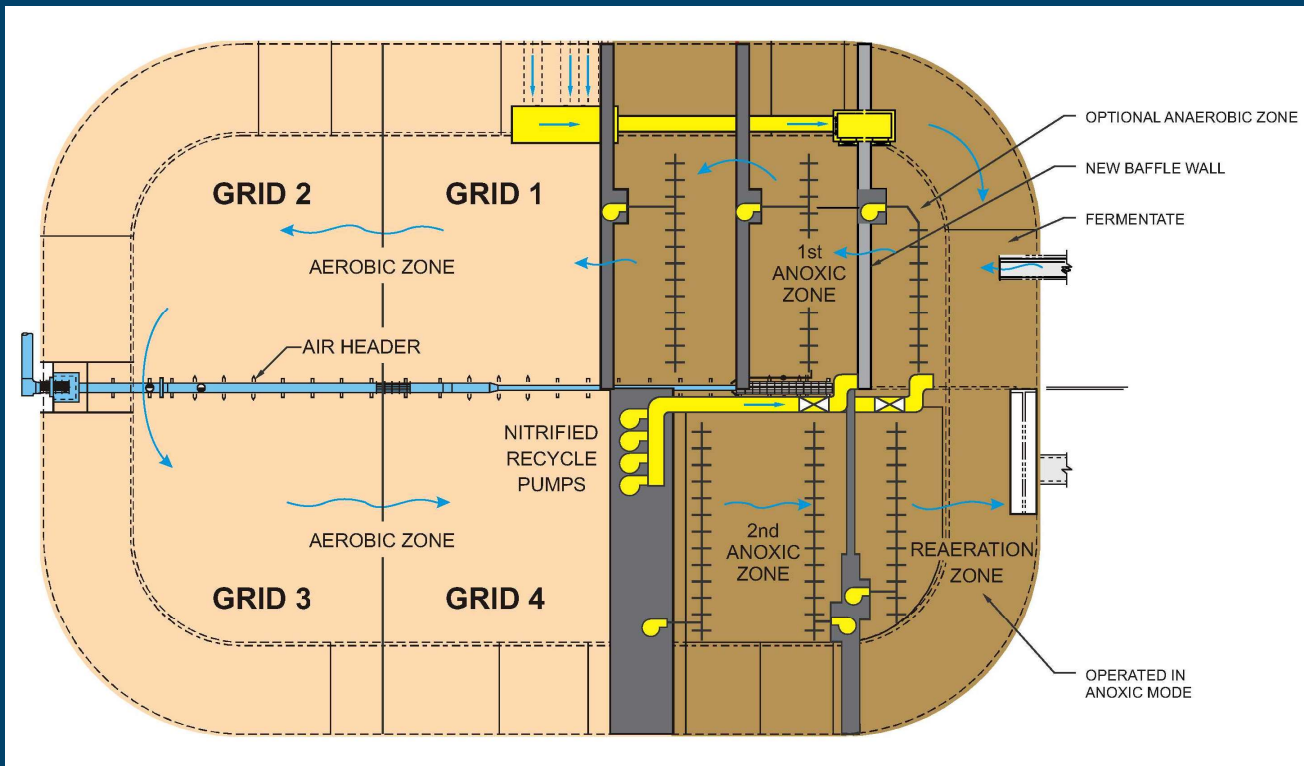 OPTIONAL ANAEROBIC ZONE
NEW BAFFLE WALL
FERMENTATE
GRID 2
GRID 1
AEROBIC ZONE
1st
ANOXIC
ZONE
AIR HEADER
NITRIFIED
RECYCLE
PUMPS
AEROBIC ZONE
2nd
ANOXIC
ZONE
REAERATION
ZONE
GRID 3
GRID 4
OPERATED IN
ANOXIC MODE